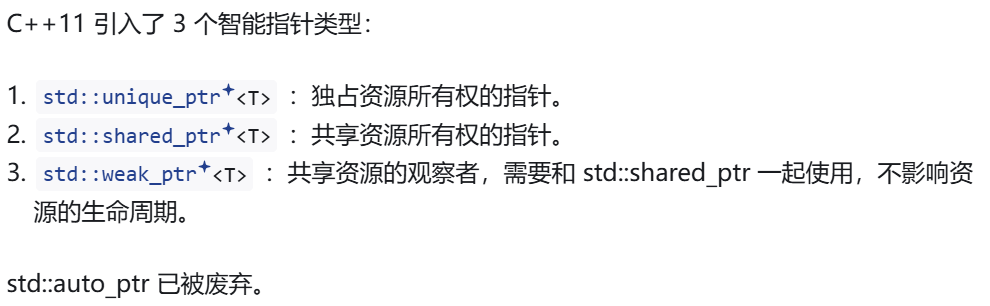 C++11 引入了 3 个智能指针类型：
1. std::unique_ptr<T> ：独占资源所有权的指针。
2. std::shared_ptr<T> ：共享资源所有权的指针。
3. std::weak_ptr<T> ：共享资源的观察者，需要和 std::shared_ptr 一起使用，不影响资
源的生命周期。
std::auto_ptr 已被废弃。